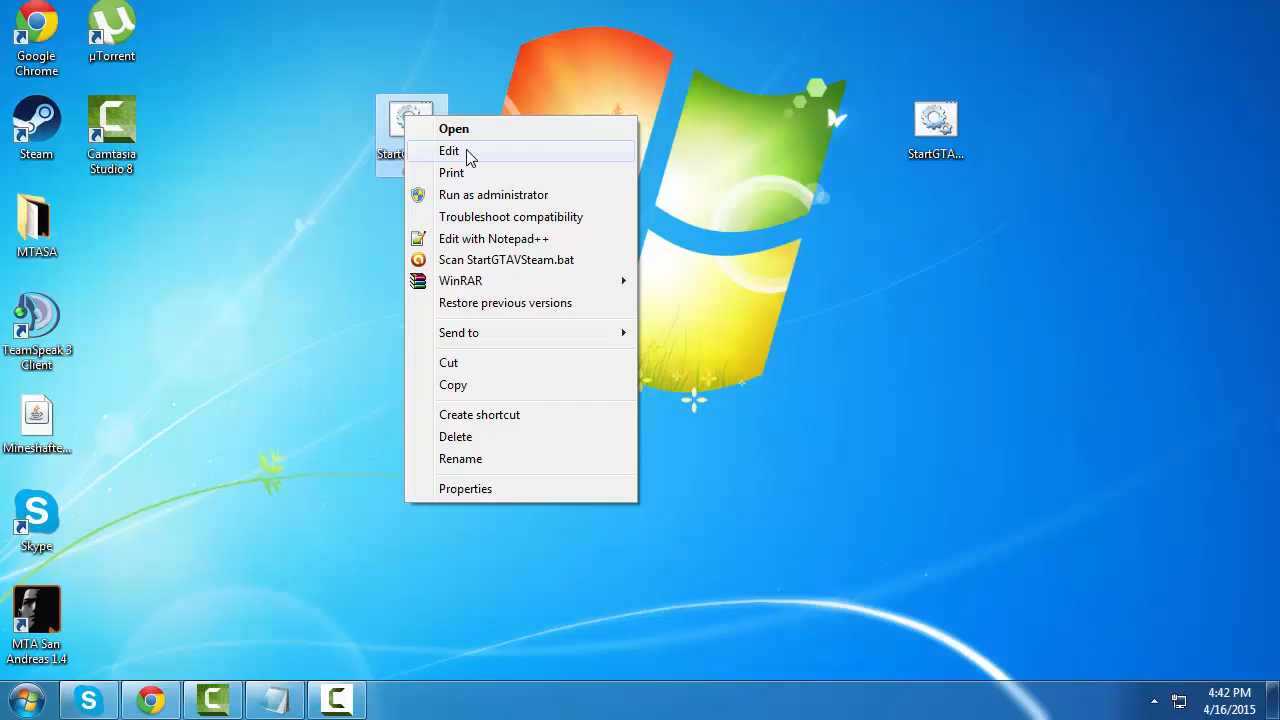 Google
Chrome
µTorrent
Steam
Camtasia
Studio 8
MTASA
TeamSpeak 3
Client
Mineshafte...
Skype
MTA San
Andreas 1.4
StartGTA...
Open
Edit
Print
Run as administrator
Troubleshoot compatibility
Edit with Notepad++
Scan StartGTAVSteam.bat
WinRAR
Restore previous versions
Send to
Cut
Copy
Create shortcut
Delete
Rename
Properties
4:42 PM
4/16/2015